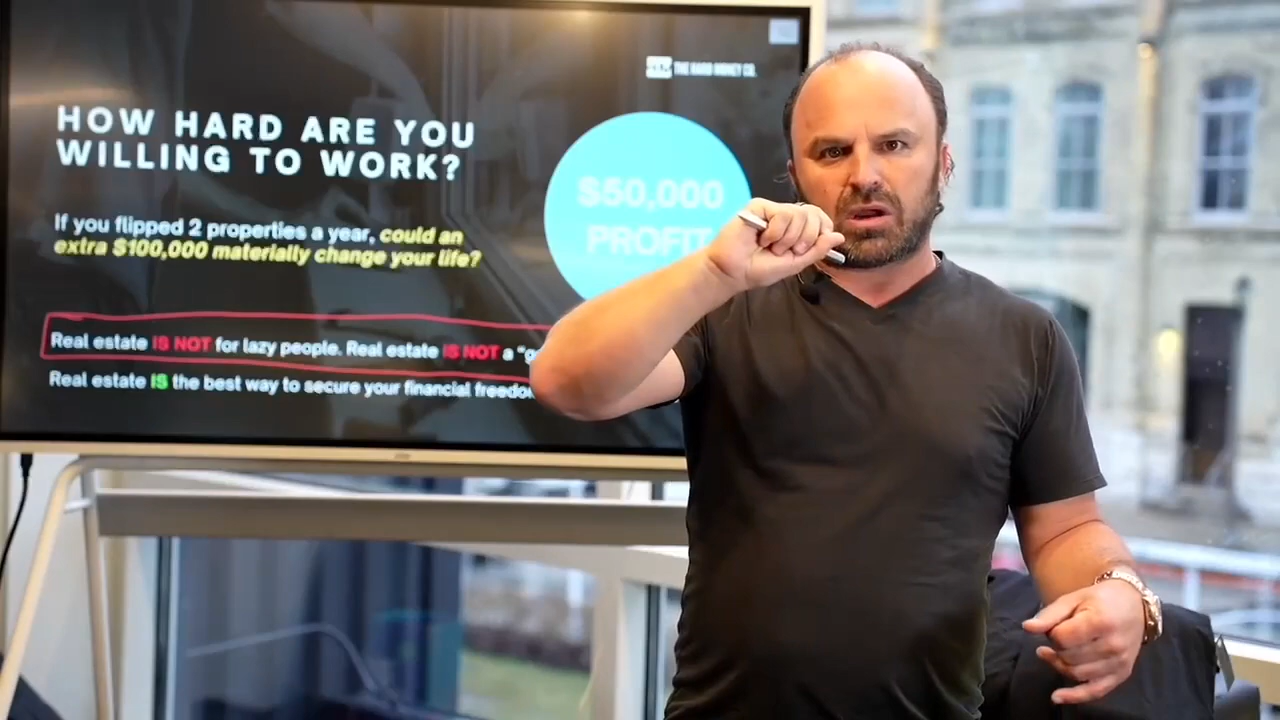 THE HARD MONEY CO.
HOW HARD ARE YOU
WILLING TO WORK?
$50,000
PROFIT
If you flipped 2 properties a year, could an
extra $100,000 materially change your life?
Real estate IS NOT for lazy people. Real estate IS NOT a "g
Real estate IS the best way to secure your financial freedo